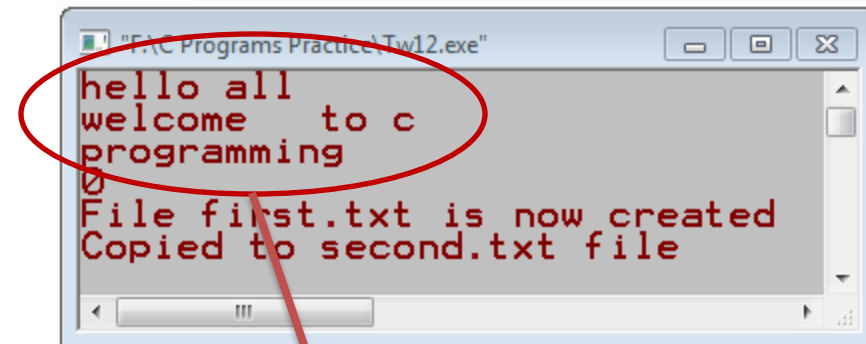 "F:\C Programs Practice\Tw12.exe"
hello all
welcome   to c
programming
0
File first.txt is now created
Copied to second.txt file